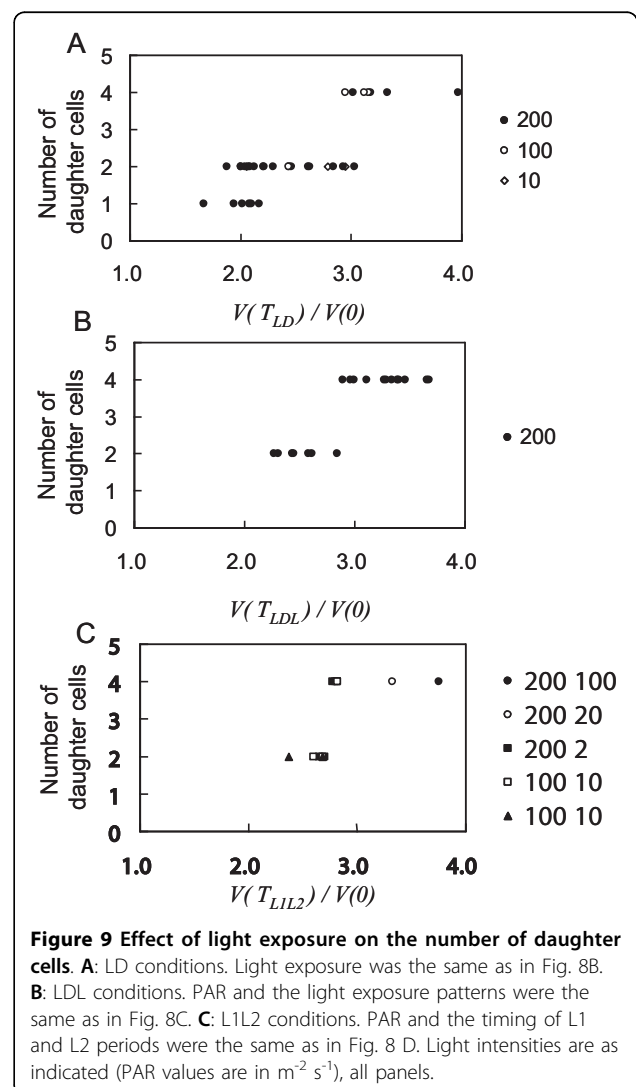 A
Number of
daughter cells
5
4
3
2
1
0
1.0 2.0 3.0 4.0
V(T_LD) / V(0)
● 200
○ 100
◇ 10
B
Number of
daughter cells
5
4
3
2
1
0
1.0 2.0 3.0 4.0
V(T_LDL) / V(0)
● 200
C
Number of
daughter cells
5
4
3
2
1
0
1.0 2.0 3.0 4.0
V(T_L1L2) / V(0)
● 200 100
○ 200 20
■ 200 2
□ 100 10
▲ 100 10
Figure 9 Effect of light exposure on the number of daughter
cells. A: LD conditions. Light exposure was the same as in Fig. 8B.
B: LDL conditions. PAR and the light exposure patterns were the
same as in Fig. 8C. C: L1L2 conditions. PAR and the timing of L1
and L2 periods were the same as in Fig. 8 D. Light intensities are as
indicated (PAR values are in m⁻² s⁻¹), all panels.